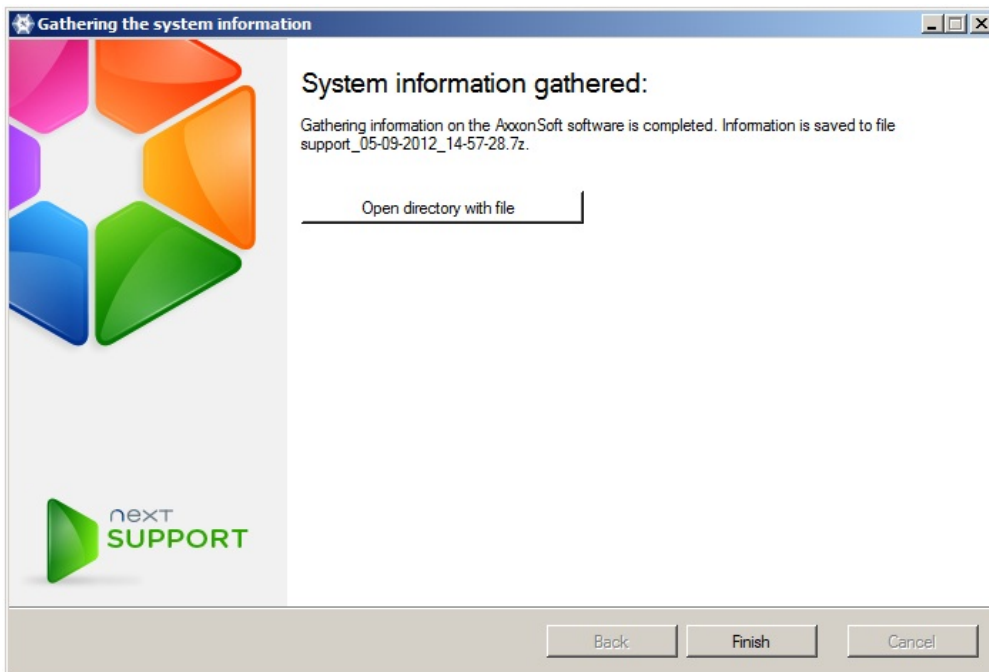 Gathering the system information
System information gathered:
Gathering information on the AxxonSoft software is completed. Information is saved to file
support_05-09-2012_14-57-28.7z.
Open directory with file
next
SUPPORT
Back
Finish
Cancel